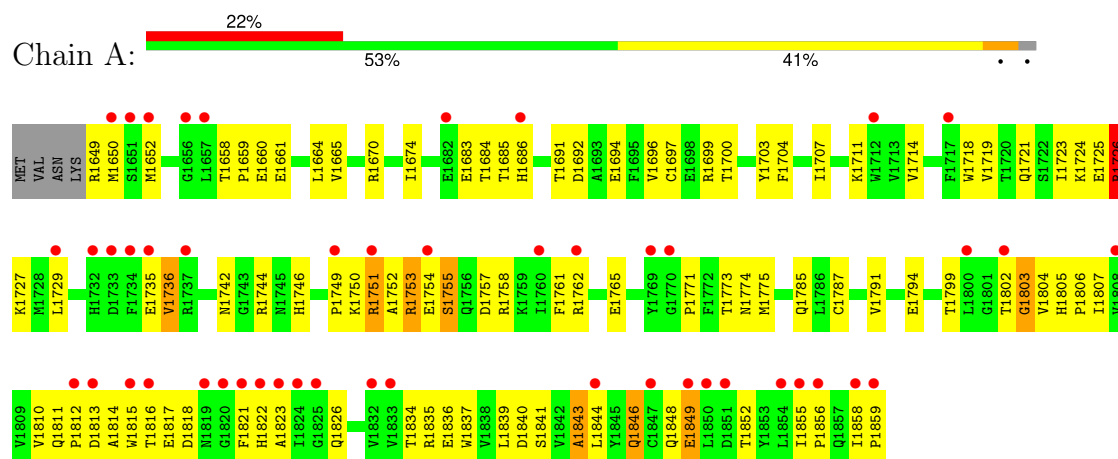 22%
Chain A:
53% 41% • •
MET VAL ASN LYS R1649 M1650 S1651 M1652 G1656 L1657 T1658 P1659 E1660 E1661 L1664 V1665 R1670 I1674 E1682 E1683 T1684 T1685 H1686 T1691 D1692 A1693 E1694 F1695 V1696 C1697 E1698 R1699 T1700 Y1703 F1704 I1707 K1711 W1712 V1713 V1714 F1717 W1718 V1719 T1720 Q1721 S1722 I1723 K1724 E1725 R1726
K1727 M1728 L1729 H1732 D1733 F1734 E1735 V1736 R1737 N1742 G1743 R1744 N1745 H1746 P1749 K1750 R1751 A1752 R1753 E1754 S1755 Q1756 D1757 R1758 K1759 I1760 F1761 R1762 E1765 Y1769 G1770 P1771 F1772 T1773 N1774 M1775 Q1785 L1786 C1787 V1791 E1794 T1799 L1800 G1801 T1802 G1803 V1804 H1805 P1806 I1807 V1808
V1809 V1810 Q1811 P1812 D1813 A1814 W1815 T1816 E1817 D1818 N1819 G1820 F1821 H1822 A1823 I1824 G1825 Q1826 V1832 V1833 T1834 R1835 E1836 W1837 V1838 L1839 D1840 S1841 V1842 A1843 L1844 Y1845 Q1846 C1847 Q1848 E1849 L1850 D1851 T1852 Y1853 L1854 I1855 P1856 Q1857 I1858 P1859